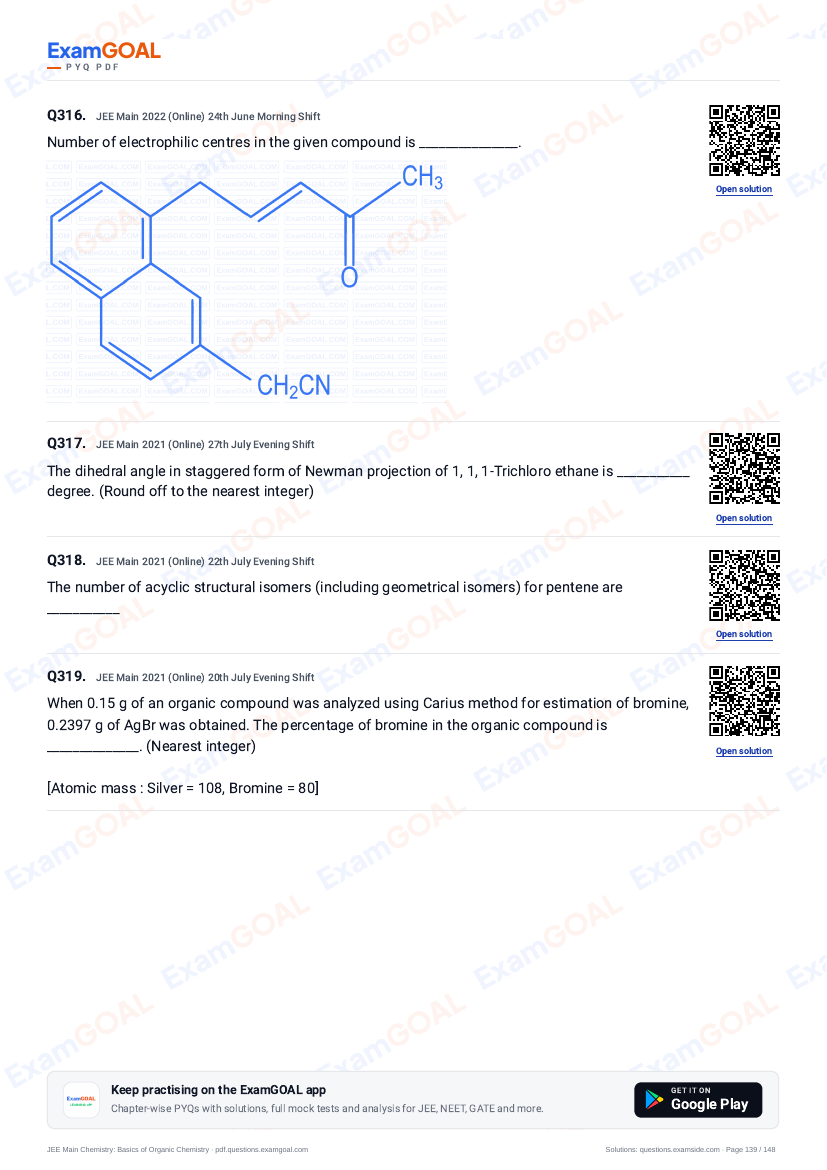 ExamGOAL
PYQ PDF
Q316. JEE Main 2022 (Online) 24th June Morning Shift
Number of electrophilic centres in the given compound is _______________.
Open solution
CH3
O
CH2CN
Q317. JEE Main 2021 (Online) 27th July Evening Shift
The dihedral angle in staggered form of Newman projection of 1, 1, 1-Trichloro ethane is ___________
degree. (Round off to the nearest integer)
Open solution
Q318. JEE Main 2021 (Online) 22th July Evening Shift
The number of acyclic structural isomers (including geometrical isomers) for pentene are
___________
Open solution
Q319. JEE Main 2021 (Online) 20th July Evening Shift
When 0.15 g of an organic compound was analyzed using Carius method for estimation of bromine,
0.2397 g of AgBr was obtained. The percentage of bromine in the organic compound is
______________. (Nearest integer)
Open solution
[Atomic mass : Silver = 108, Bromine = 80]
ExamGOAL
Keep practising on the ExamGOAL app
Chapter-wise PYQs with solutions, full mock tests and analysis for JEE, NEET, GATE and more.
GET IT ON
Google Play
JEE Main Chemistry: Basics of Organic Chemistry · pdf.questions.examgoal.com
Solutions: questions.examside.com · Page 139 / 148